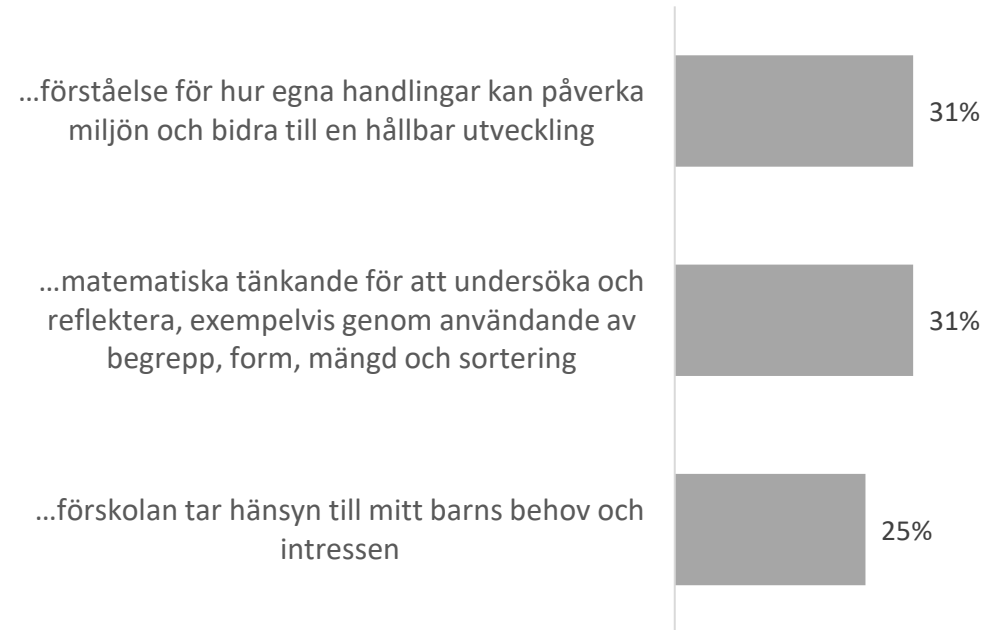 ...förståelse för hur egna handlingar kan påverka
miljön och bidra till en hållbar utveckling
31%
...matematiska tänkande för att undersöka och
reflektera, exempelvis genom användande av
begrepp, form, mängd och sortering
31%
...förskolan tar hänsyn till mitt barns behov och
intressen
25%